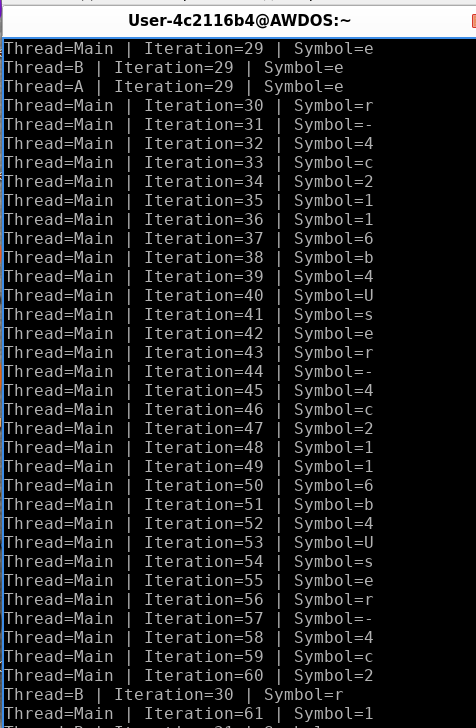 User-4c2116b4@AWDOS:~
Thread=Main | Iteration=29 | Symbol=e
Thread=B | Iteration=29 | Symbol=e
Thread=A | Iteration=29 | Symbol=e
Thread=Main | Iteration=30 | Symbol=r
Thread=Main | Iteration=31 | Symbol=-
Thread=Main | Iteration=32 | Symbol=4
Thread=Main | Iteration=33 | Symbol=c
Thread=Main | Iteration=34 | Symbol=2
Thread=Main | Iteration=35 | Symbol=1
Thread=Main | Iteration=36 | Symbol=1
Thread=Main | Iteration=37 | Symbol=6
Thread=Main | Iteration=38 | Symbol=b
Thread=Main | Iteration=39 | Symbol=4
Thread=Main | Iteration=40 | Symbol=U
Thread=Main | Iteration=41 | Symbol=s
Thread=Main | Iteration=42 | Symbol=e
Thread=Main | Iteration=43 | Symbol=r
Thread=Main | Iteration=44 | Symbol=-
Thread=Main | Iteration=45 | Symbol=4
Thread=Main | Iteration=46 | Symbol=c
Thread=Main | Iteration=47 | Symbol=2
Thread=Main | Iteration=48 | Symbol=1
Thread=Main | Iteration=49 | Symbol=1
Thread=Main | Iteration=50 | Symbol=6
Thread=Main | Iteration=51 | Symbol=b
Thread=Main | Iteration=52 | Symbol=4
Thread=Main | Iteration=53 | Symbol=U
Thread=Main | Iteration=54 | Symbol=s
Thread=Main | Iteration=55 | Symbol=e
Thread=Main | Iteration=56 | Symbol=r
Thread=Main | Iteration=57 | Symbol=-
Thread=Main | Iteration=58 | Symbol=4
Thread=Main | Iteration=59 | Symbol=c
Thread=Main | Iteration=60 | Symbol=2
Thread=B | Iteration=30 | Symbol=r
Thread=Main | Iteration=61 | Symbol=1